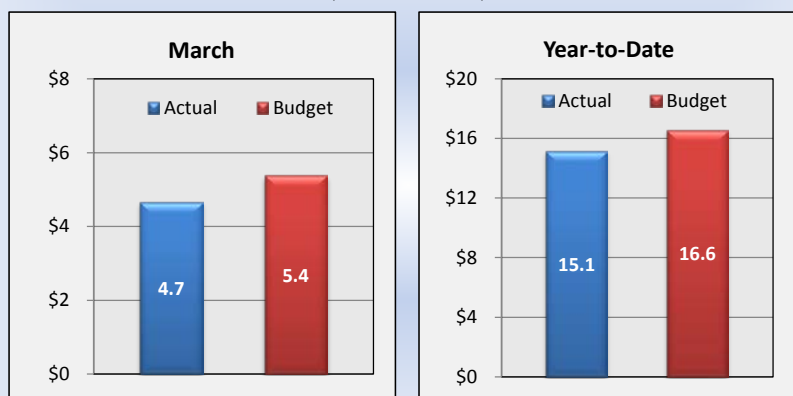 March
$8
Actual
Budget
$6
$4
$2
$0
4.7
5.4
Year-to-Date
$20
Actual
Budget
$16
$12
$8
$4
$0
15.1
16.6